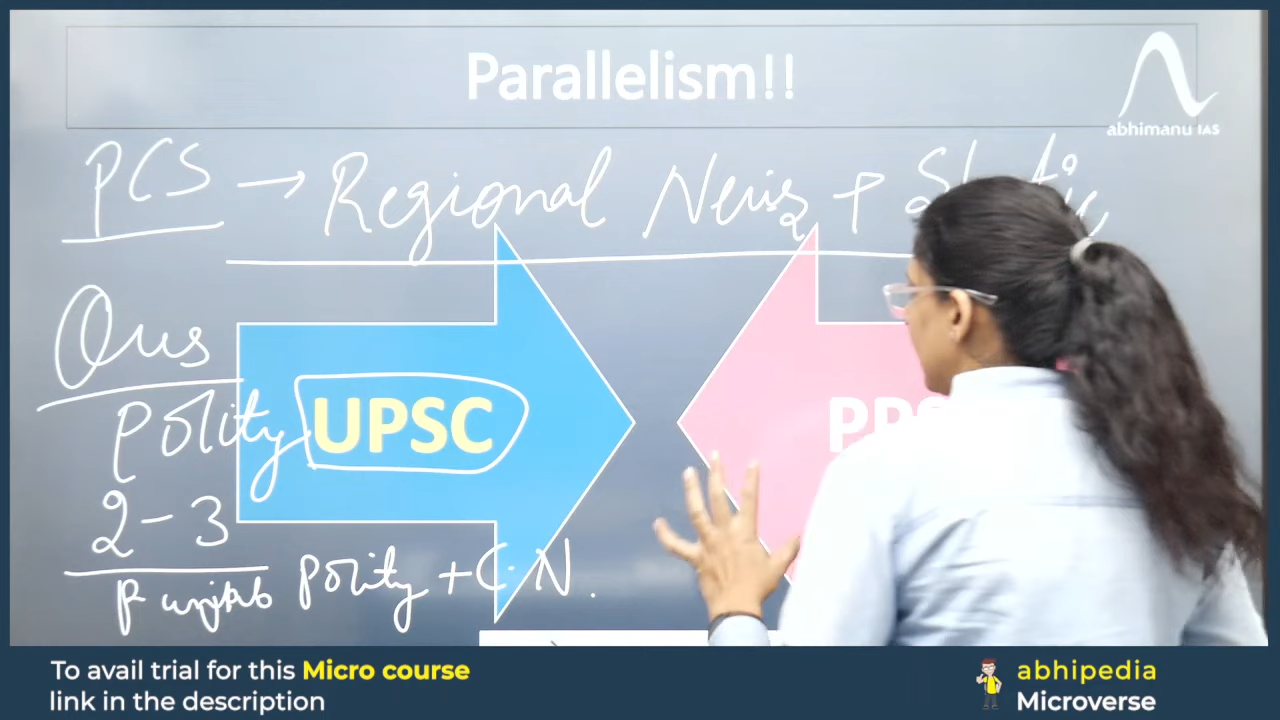 Parallelism!!
abhimanu IAS
PCS → Regional News + Static
Ques
Polity
UPSC
2-3
Punjab Polity + C.N.
To avail trial for this Micro course
link in the description
abhipedia
Microverse